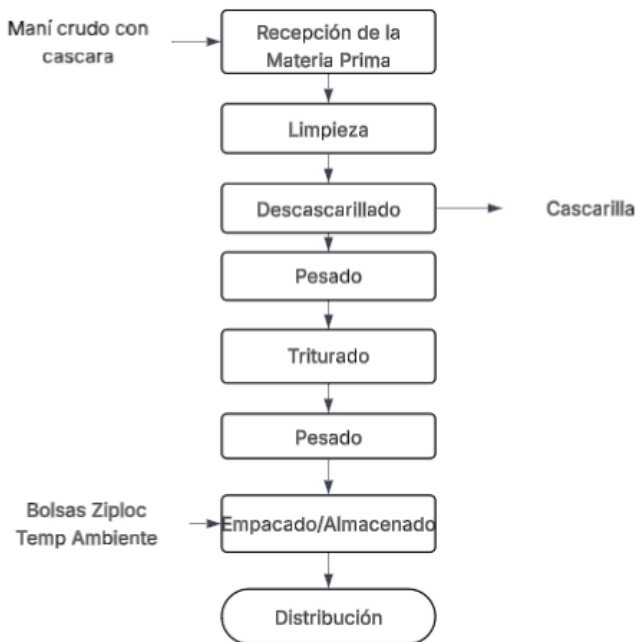 Maní crudo con
cascara
Recepción de la
Materia Prima
Limpieza
Descascarillado
Cascarilla
Pesado
Triturado
Pesado
Bolsas Ziploc
Temp Ambiente
Empacado/Almacenado
Distribución